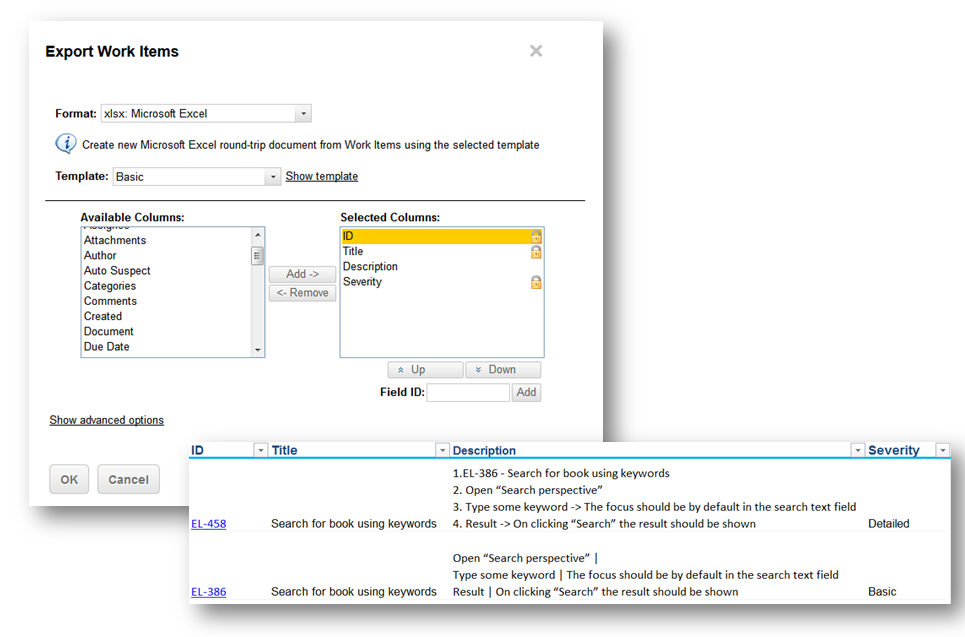 Export Work Items
Format: xlsx: Microsoft Excel
Create new Microsoft Excel round-trip document from Work Items using the selected template
Template: Basic Show template
Available Columns:
Assignee
Attachments
Author
Auto Suspect
Categories
Comments
Created
Document
Due Date
Add ->
<- Remove
Selected Columns:
ID
Title
Description
Severity
Up Down
Field ID: Add
Show advanced options
OK Cancel
ID Title Description Severity
1.EL-386 - Search for book using keywords
2. Open “Search perspective”
3. Type some keyword -> The focus should be by default in the search text field
EL-458 Search for book using keywords 4. Result -> On clicking “Search” the result should be shown Detailed
Open “Search perspective” |
Type some keyword | The focus should be by default in the search text field
EL-386 Search for book using keywords Result | On clicking “Search” the result should be shown Basic